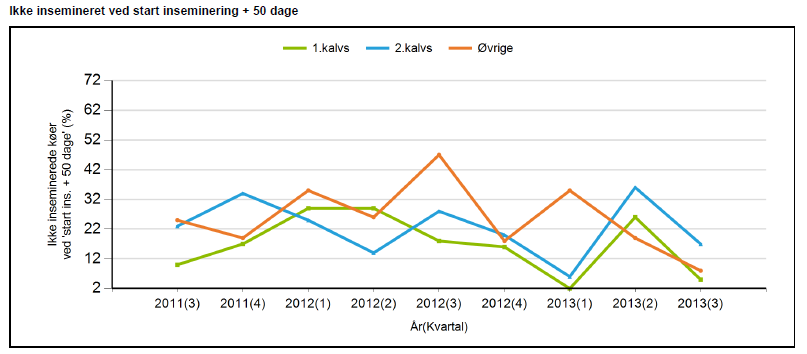 Ikke insemineret ved start inseminering + 50 dage
1.kalvs 2.kalvs Øvrige
Ikke inseminerede køer
ved 'start ins. + 50 dage' (%)
72
62
52
42
32
22
12
2
2011(3) 2011(4) 2012(1) 2012(2) 2012(3) 2012(4) 2013(1) 2013(2) 2013(3)
År(Kvartal)